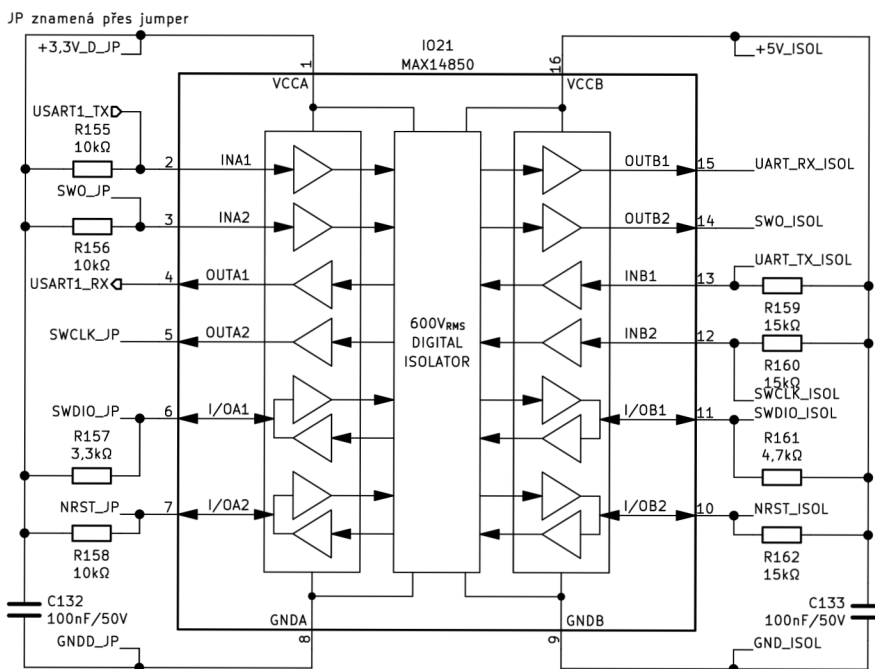 JP znamená přes jumper
+3,3V_D_JP
IO21
MAX14850
+5V_ISOL
1
16
VCCA
VCCB
USART1_TX
R155
10kΩ
2
INA1
OUTB1
15
UART_RX_ISOL
SWO_JP
3
INA2
OUTB2
14
SWO_ISOL
R156
10kΩ
USART1_RX
4
OUTA1
INB1
13
UART_TX_ISOL
R159
15kΩ
SWCLK_JP
5
OUTA2
600VRMS
DIGITAL
ISOLATOR
INB2
12
R160
15kΩ
SWCLK_ISOL
SWDIO_JP
6
I/OA1
I/OB1
11
SWDIO_ISOL
R157
3,3kΩ
R161
4,7kΩ
NRST_JP
7
I/OA2
I/OB2
10
NRST_ISOL
R158
10kΩ
R162
15kΩ
C132
100nF/50V
C133
100nF/50V
GNDD_JP
GNDA
8
GNDB
9
GND_ISOL